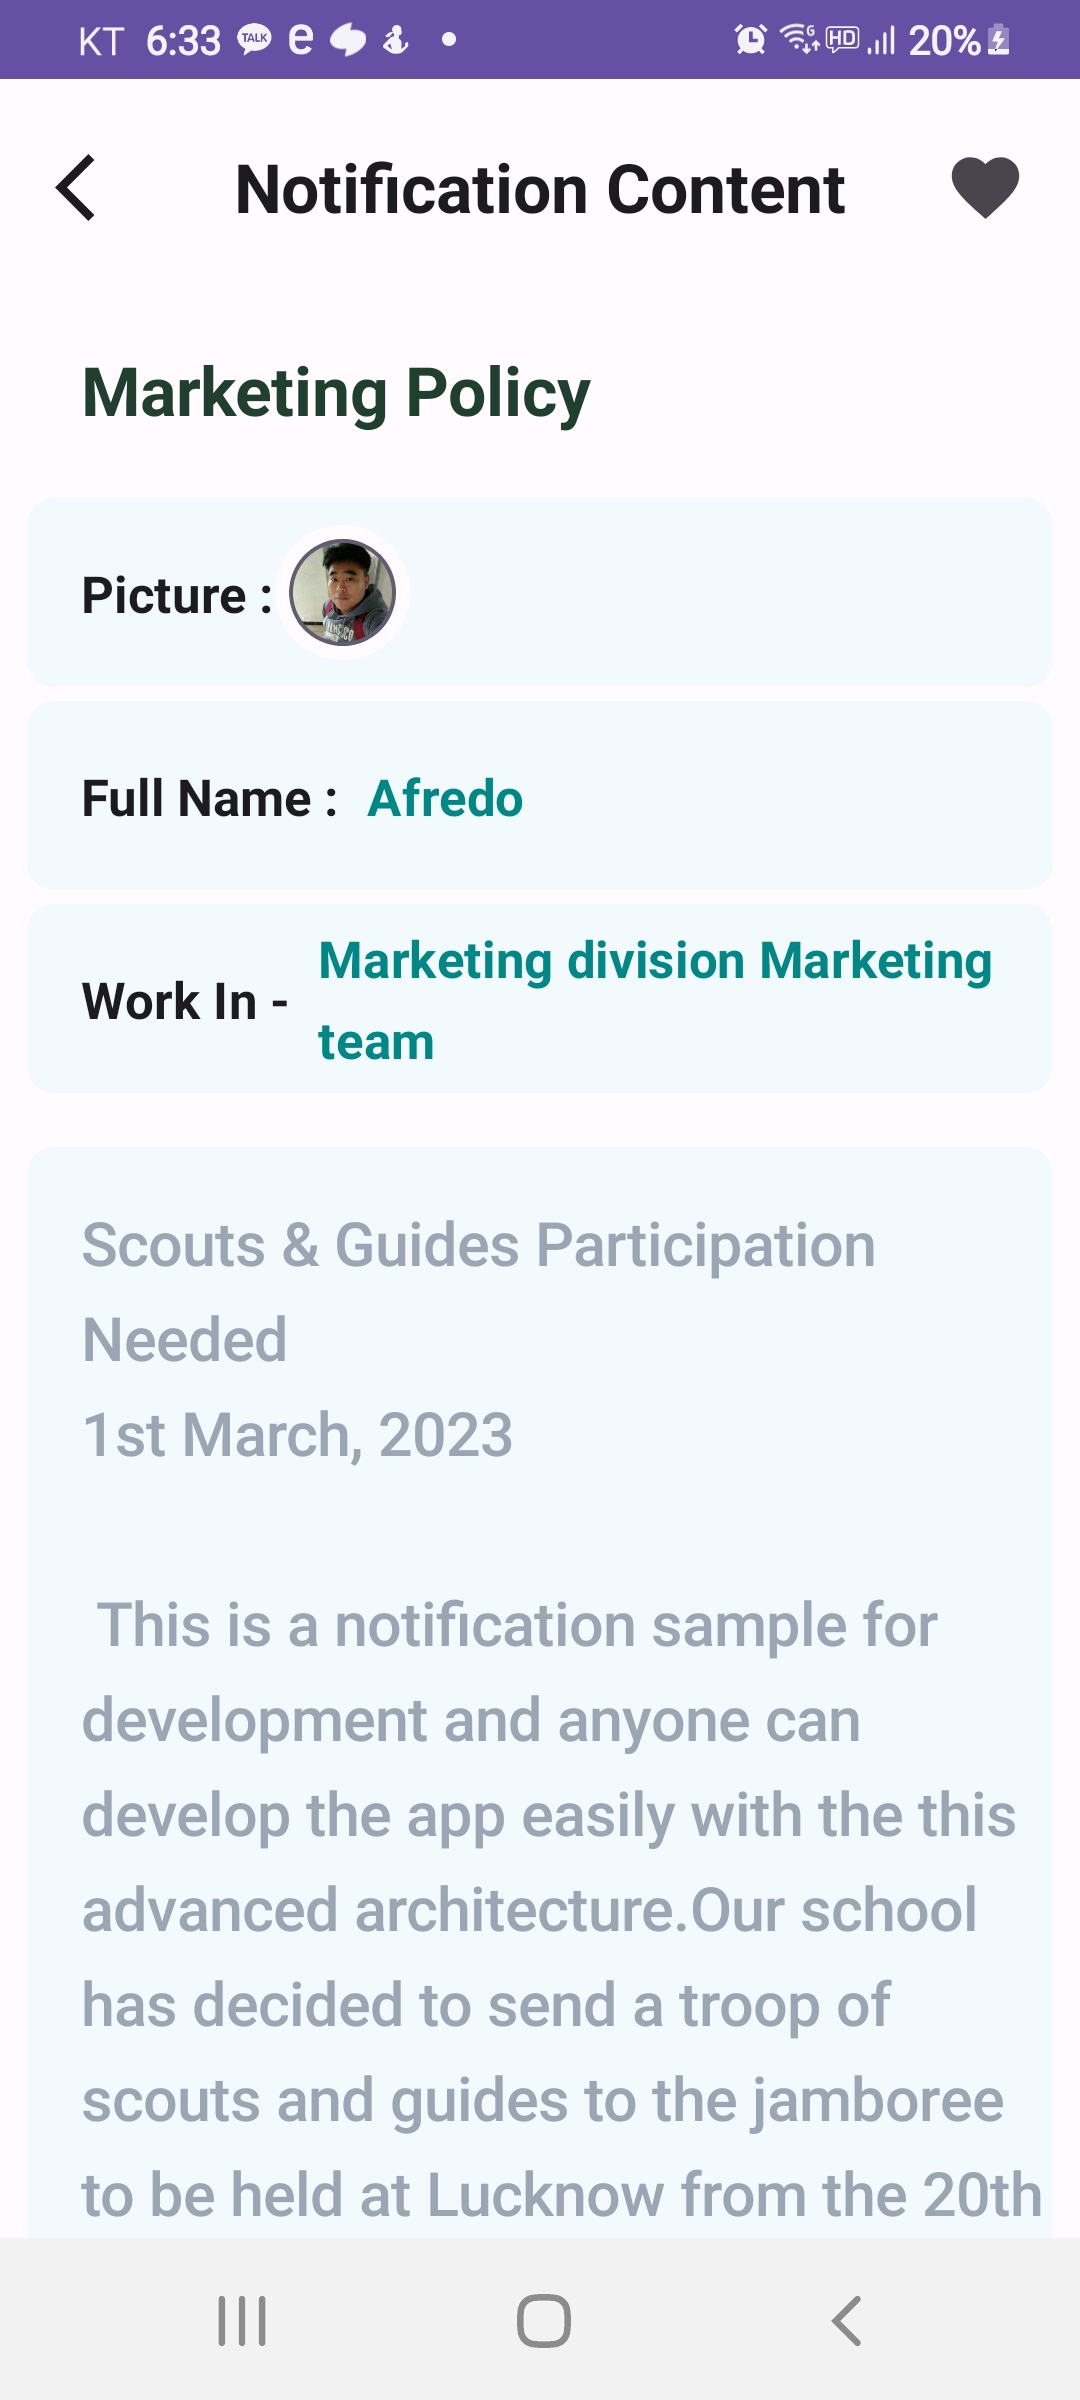 KT 6:33 TALK e G HD 20%
Notification Content
Marketing Policy
Picture :
Full Name : Afredo
Work In - Marketing division Marketing
team
Scouts & Guides Participation
Needed
1st March, 2023
This is a notification sample for
development and anyone can
develop the app easily with the this
advanced architecture.Our school
has decided to send a troop of
scouts and guides to the jamboree
to be held at Lucknow from the 20th